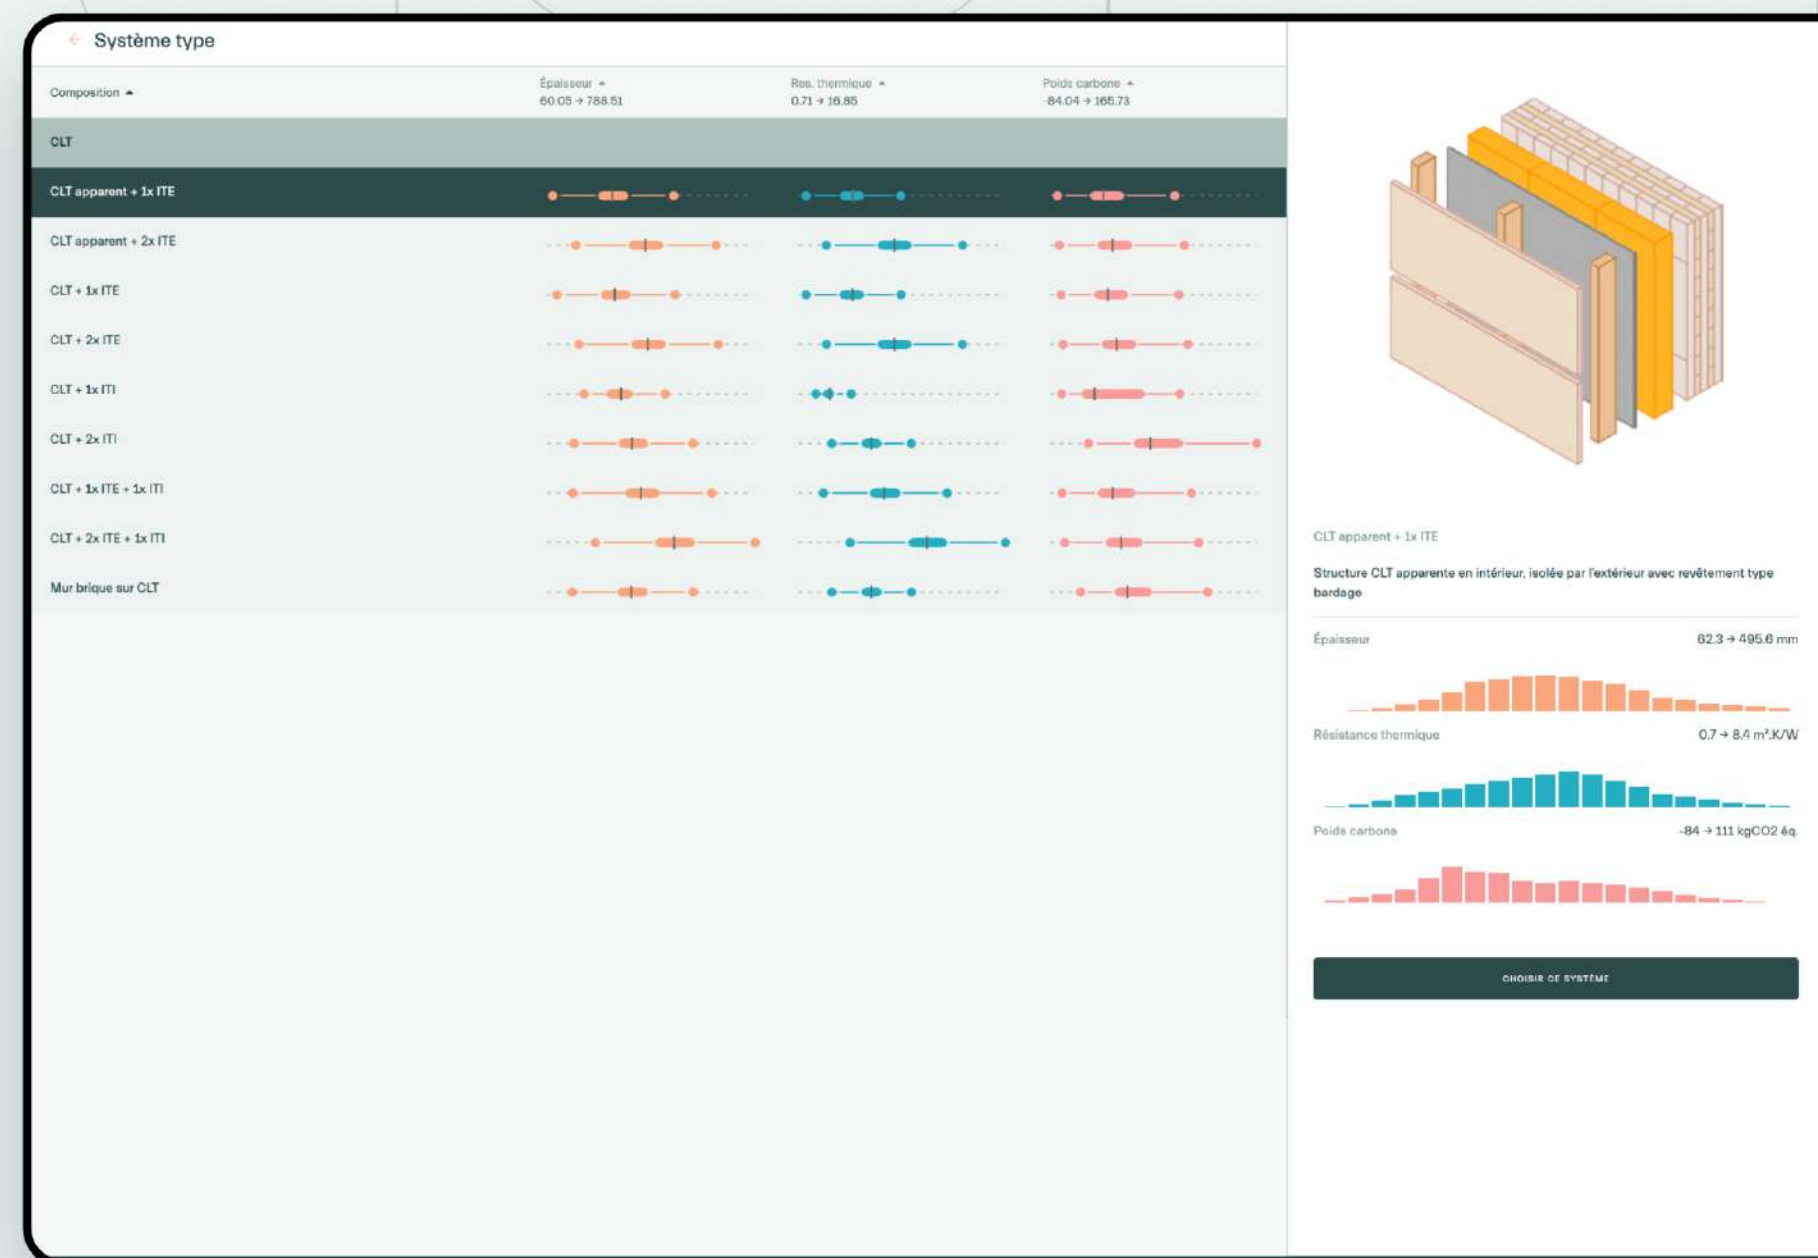 ← Système type
Composition
Épaisseur
60.05 → 788.51
Res. thermique
0.71 → 16.85
Poids carbone
-84.04 → 165.73
CLT
CLT apparent + 1x ITE
CLT apparent + 2x ITE
CLT + 1x ITE
CLT + 2x ITE
CLT + 1x ITI
CLT + 2x ITI
CLT + 1x ITE + 1x ITI
CLT + 2x ITE + 1x ITI
Mur brique sur CLT
CLT apparent + 1x ITE
Structure CLT apparente en intérieur, isolée par l'extérieur avec revêtement type
bardage
Épaisseur 62.3 → 495.6 mm
Résistance thermique 0.7 → 8.4 m².K/W
Poids carbone -84 → 111 kgCO2 éq.
CHOISIR CE SYSTÈME